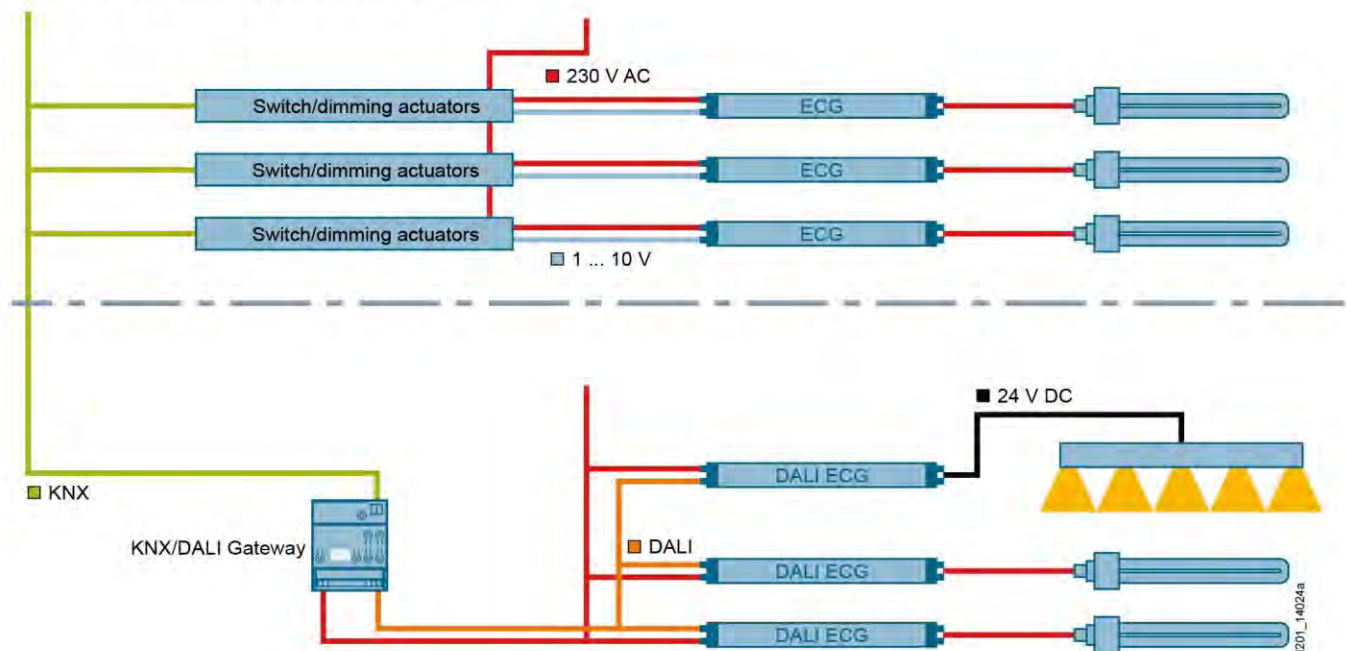 230 V AC
Switch/dimming actuators
ECG
Switch/dimming actuators
ECG
Switch/dimming actuators
ECG
1 ... 10 V
24 V DC
DALI ECG
KNX
KNX/DALI Gateway
DALI
DALI ECG
DALI ECG
I201_14024a